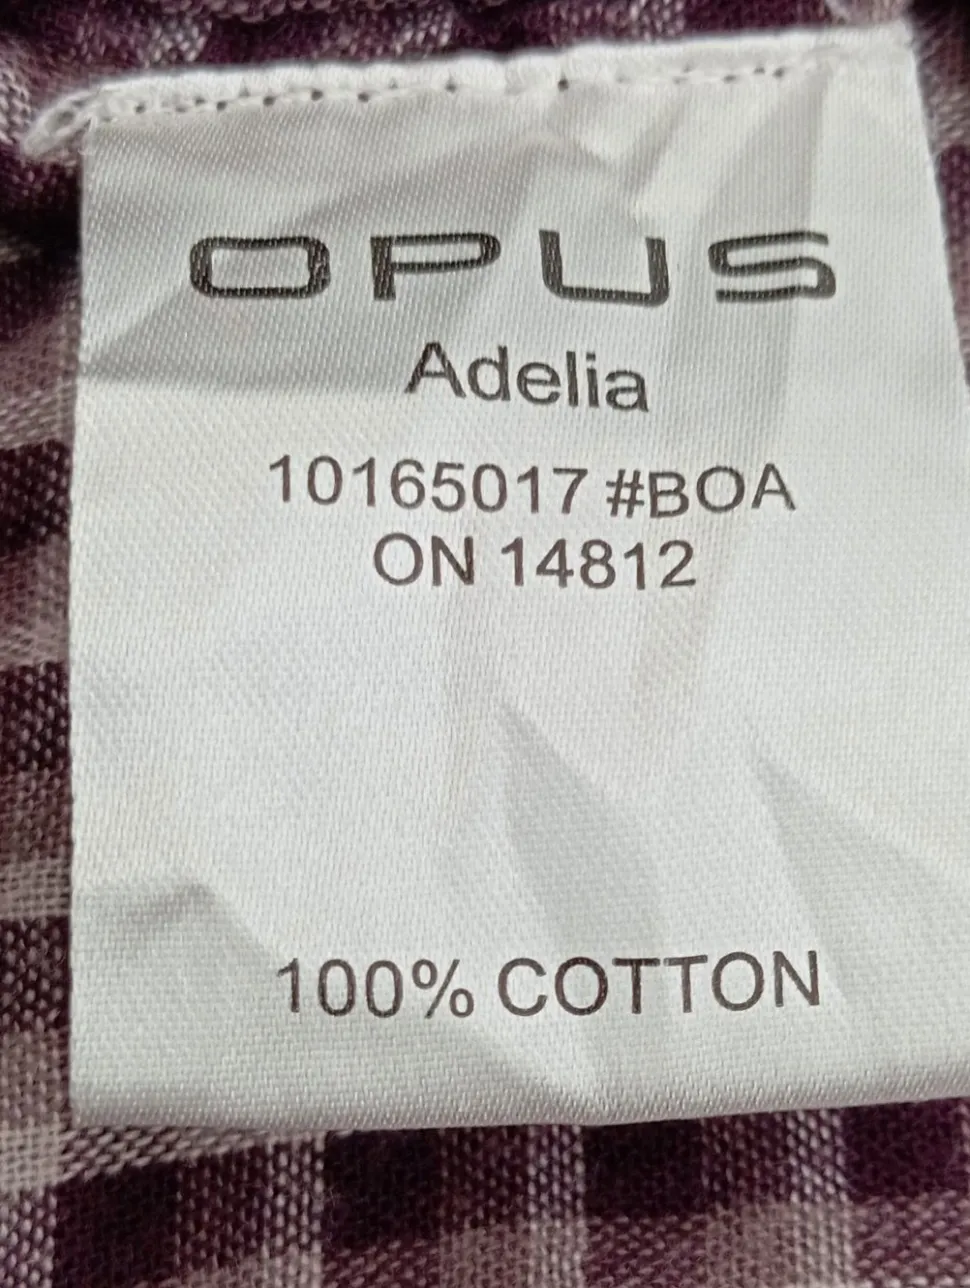 OPUS
Adelia
10165017 #BOA
ON 14812
100% COTTON